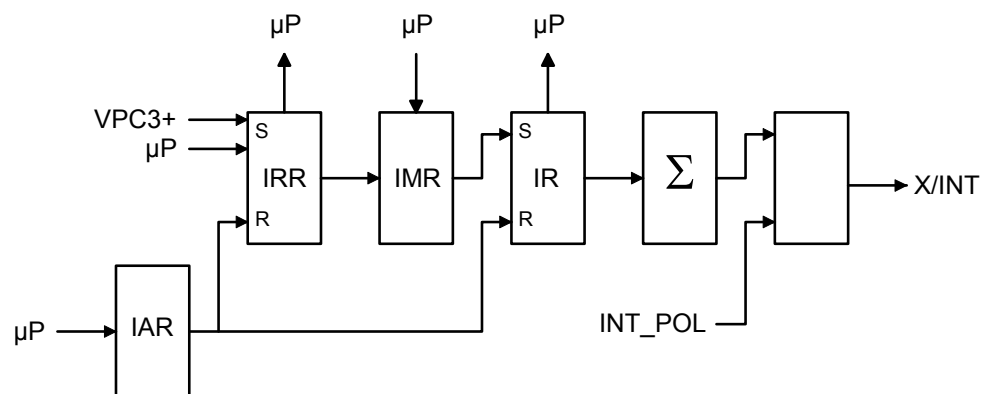 µP µP µP
VPC3+
µP
S
IRR
R
IMR
S
IR
R
Σ
X/INT
µP
IAR
INT_POL